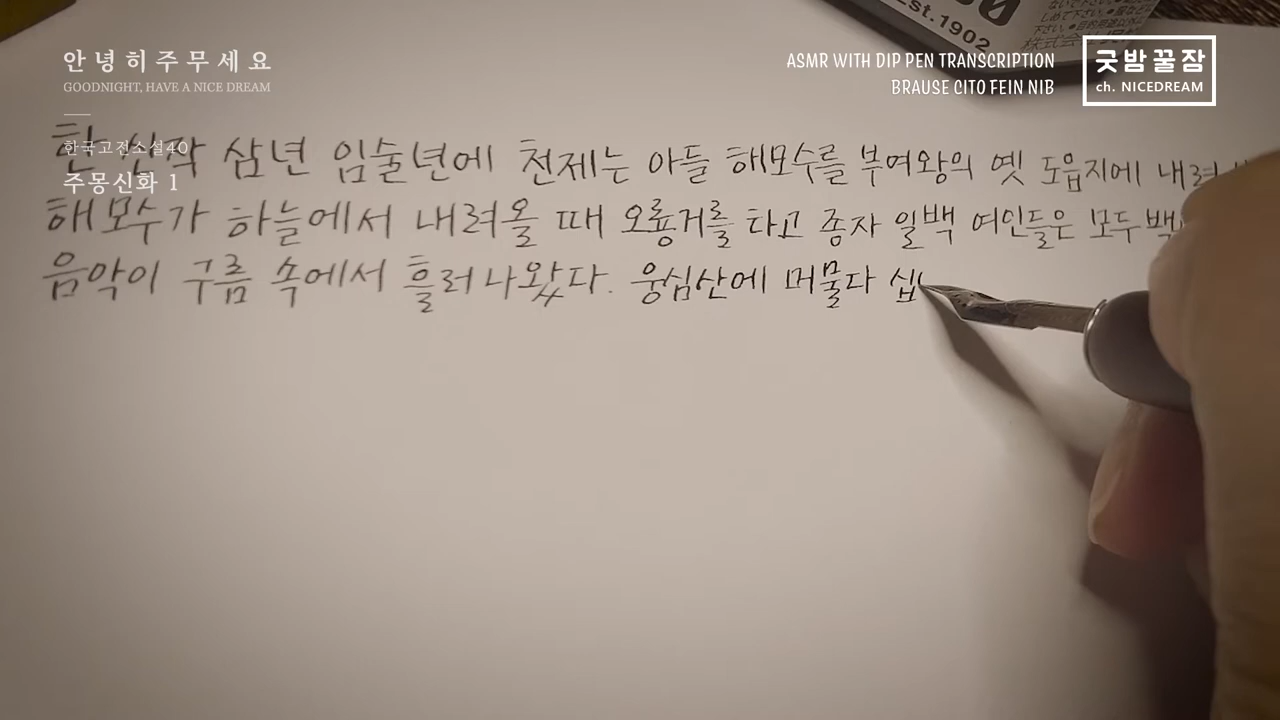 안녕히주무세요
GOODNIGHT, HAVE A NICE DREAM
한국고전소설40
주몽신화 1
ASMR WITH DIP PEN TRANSCRIPTION
BRAUSE CITO FEIN NIB
굿밤꿀잠
ch. NICEDREAM
Est.1902
한 신작 삼년 임술년에 천제는 아들 해모수를 부여왕의 옛 도읍지에 내려
해모수가 하늘에서 내려올 때 오룡거를 타고 종자 일백 여인들은 모두 백
음악이 구름 속에서 흘러나왔다. 웅심산에 머물다 십